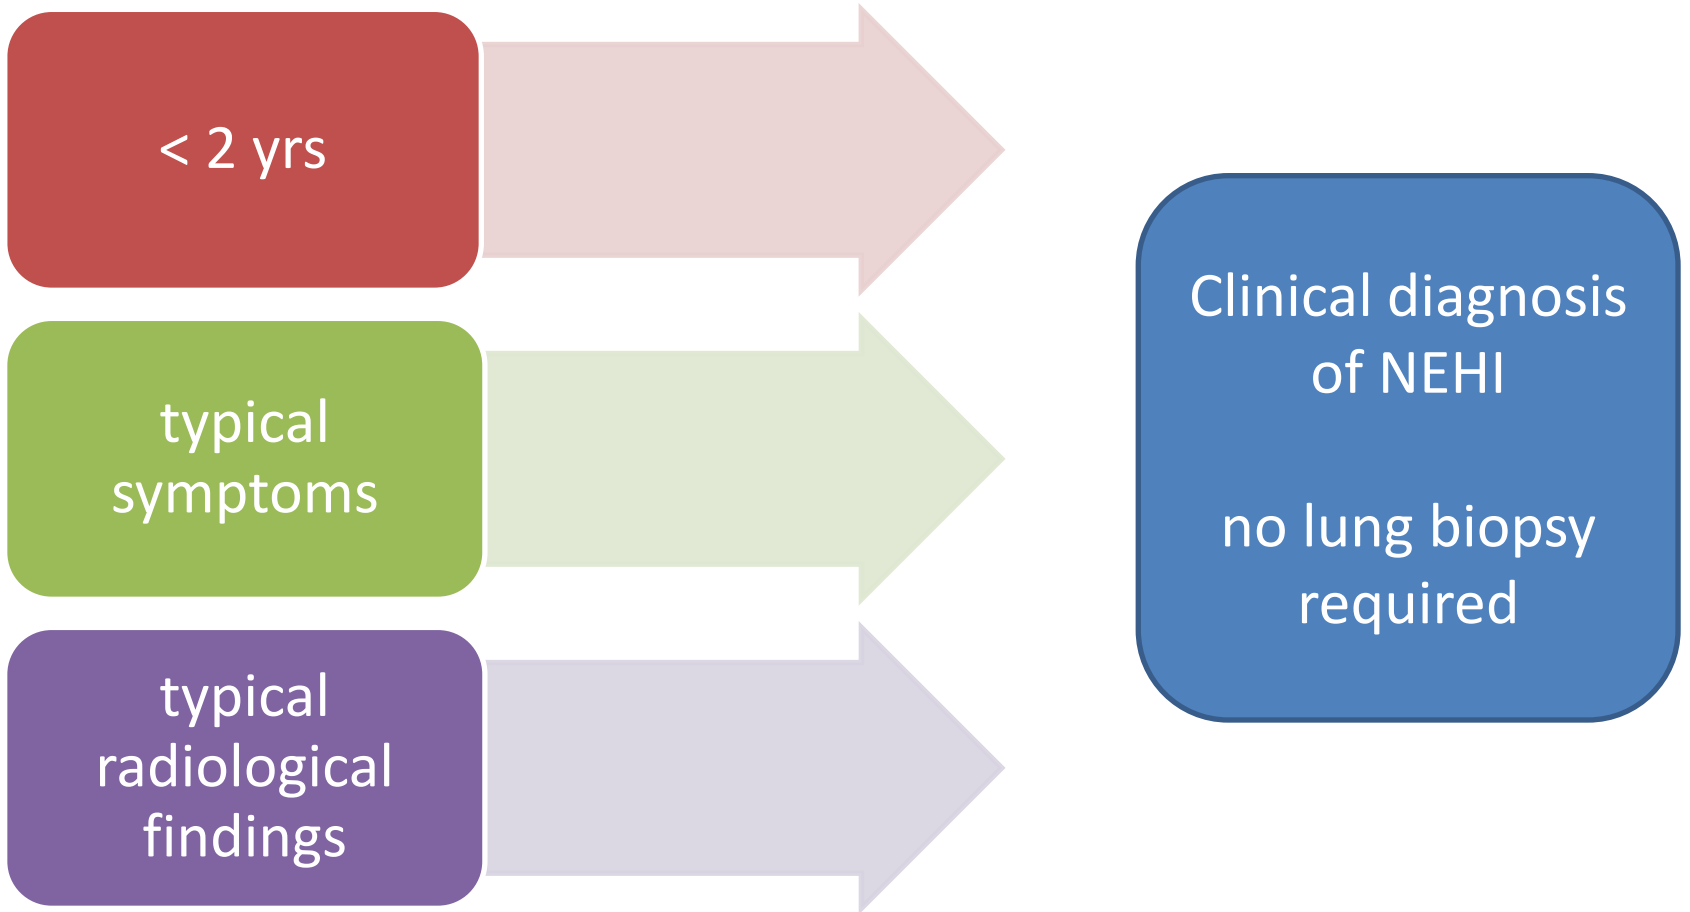 < 2 yrs
typical
symptoms
typical
radiological
findings
Clinical diagnosis
of NEHI
no lung biopsy
required